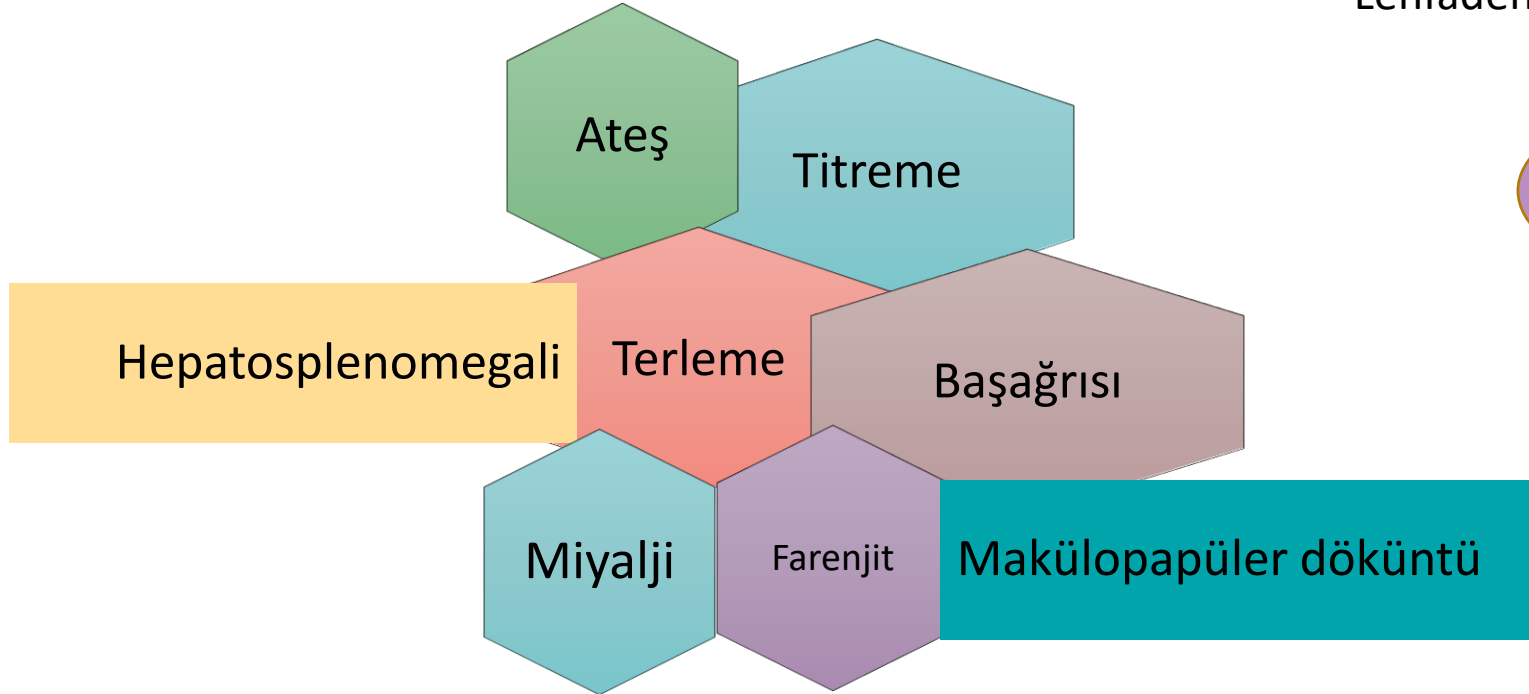 Ateş
Titreme
Hepatosplenomegali
Terleme
Başağrısı
Miyalji
Farenjit
Makülopapüler döküntü